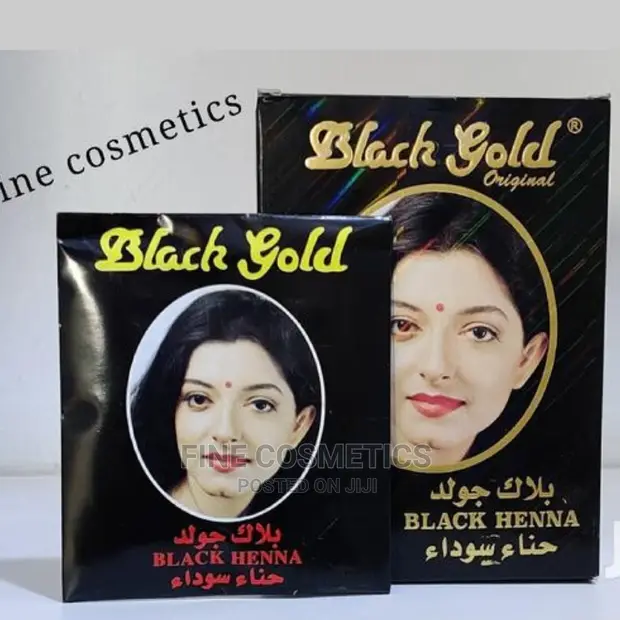 ine cosmetics
Black Gold®
Original
بلاك جولد
BLACK HENNA
حناء سوداء
Black Gold
بلاك جولد
BLACK HENNA
حناء سوداء
FINE COSMETICS
POSTED ON JIJI
J